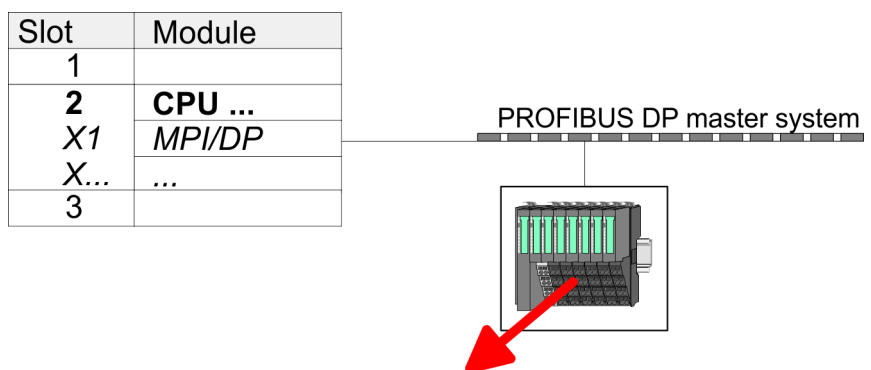 Slot Module
1
2 CPU ...
X1 MPI/DP
X... ...
3
PROFIBUS DP master system